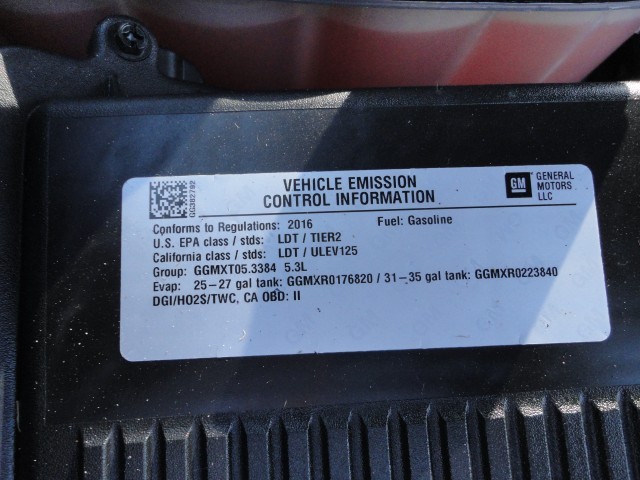 VEHICLE EMISSION
CONTROL INFORMATION
GM
GENERAL
MOTORS
LLC
Conforms to Regulations: 2016 Fuel: Gasoline
U.S. EPA class / stds: LDT / TIER2
California class / stds: LDT / ULEV125
Group: GGMXT05.3384 5.3L
Evap: 25–27 gal tank: GGMXR0176820 / 31–35 gal tank: GGMXR0223840
DGI/HO2S/TWC, CA OBD: II